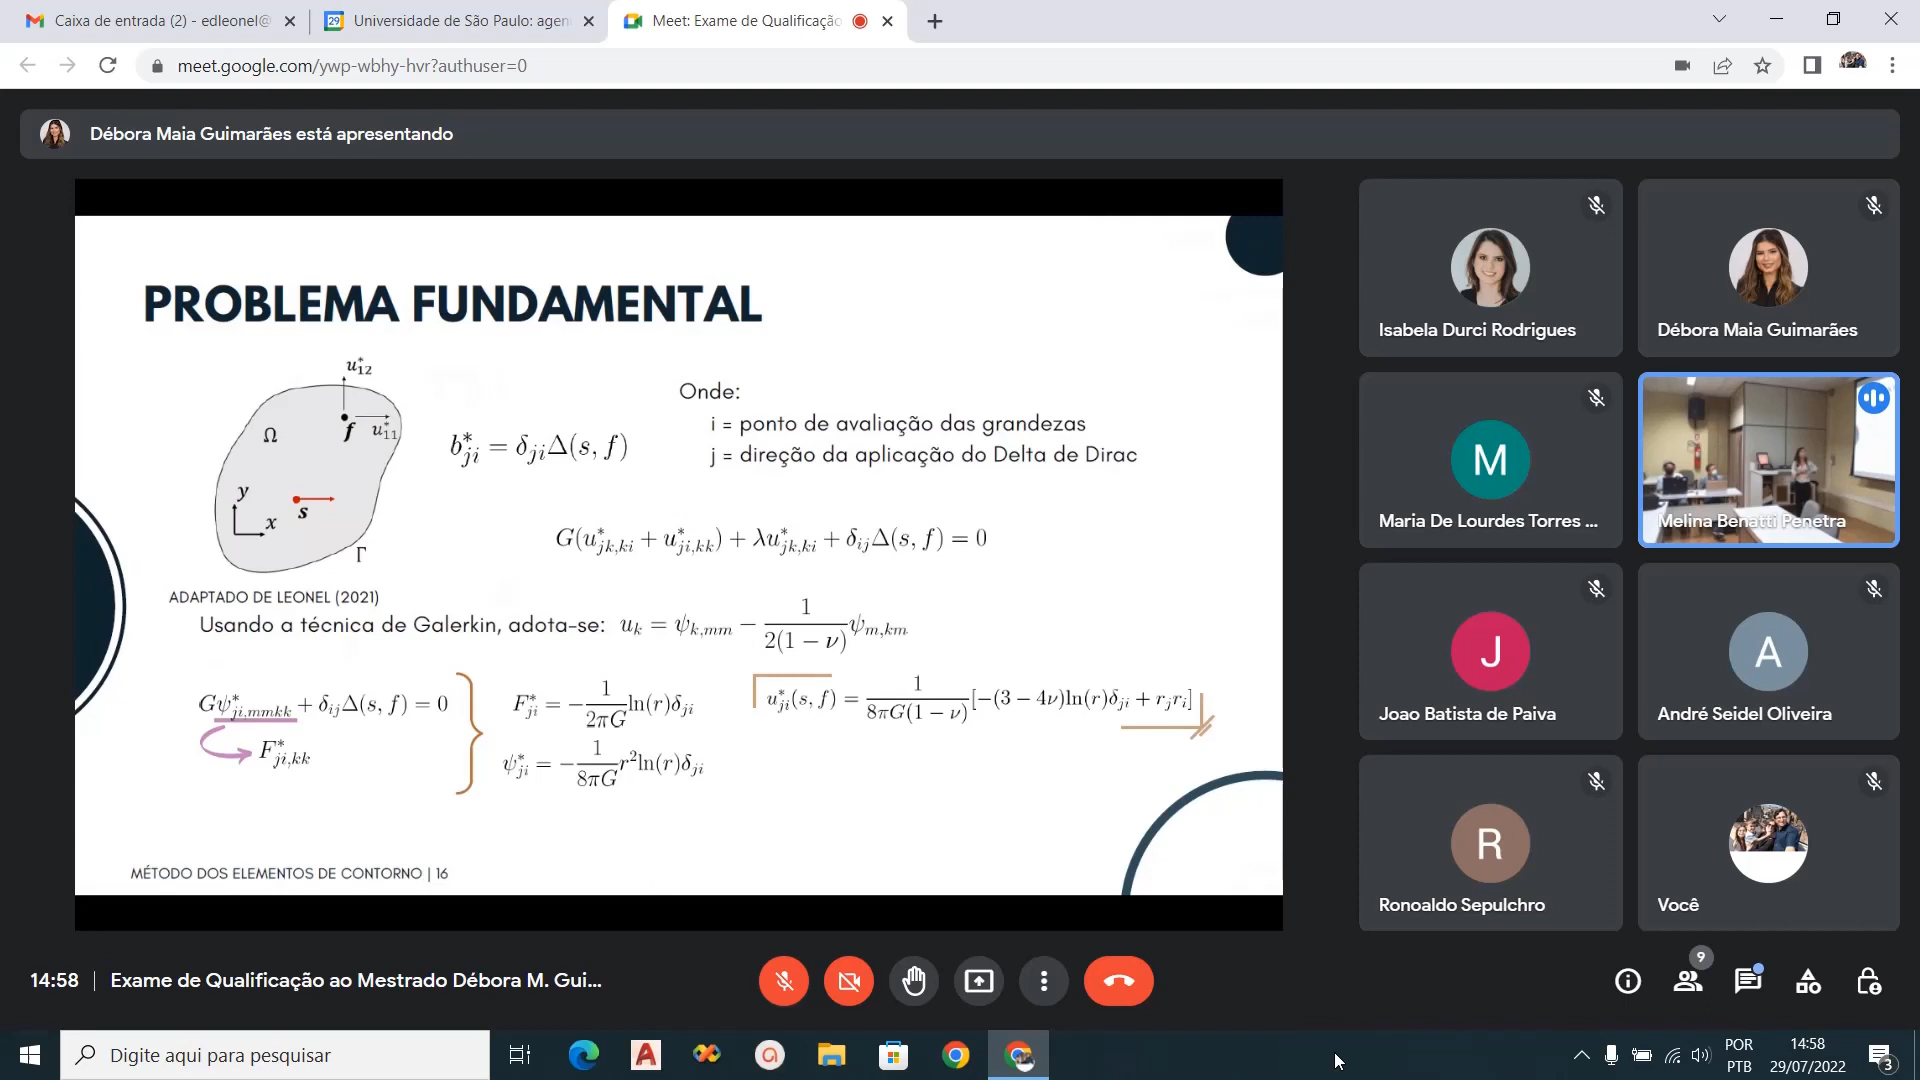 Caixa de entrada (2) - edleonel@
Universidade de São Paulo: agen
Meet: Exame de Qualificação
meet.google.com/ywp-wbhy-hvr?authuser=0
Débora Maia Guimarães está apresentando
PROBLEMA FUNDAMENTAL
u*12
Ω
f
u*11
y
x
s
Γ
b*ji = δjiΔ(s, f)
Onde:
i = ponto de avaliação das grandezas
j = direção da aplicação do Delta de Dirac
G(u*jk,ki + u*ji,kk) + λu*jk,ki + δijΔ(s, f) = 0
ADAPTADO DE LEONEL (2021)
Usando a técnica de Galerkin, adota-se: uk = ψk,mm − 1/2(1 − ν) ψm,km
Gψ*ji,mmkk + δijΔ(s, f) = 0
F*ji,kk
F*ji = − 1/2πG ln(r)δji
ψ*ji = − 1/8πG r²ln(r)δji
u*ji(s, f) = 1/8πG(1 − ν) [−(3 − 4ν)ln(r)δji + rjri]
MÉTODO DOS ELEMENTOS DE CONTORNO | 16
Isabela Durci Rodrigues
Débora Maia Guimarães
M
Maria De Lourdes Torres ...
Melina Benatti Penetra
J
Joao Batista de Paiva
A
André Seidel Oliveira
R
Ronoaldo Sepulchro
Você
14:58
Exame de Qualificação ao Mestrado Débora M. Gui...
9
Digite aqui para pesquisar
POR
PTB
14:58
29/07/2022
3